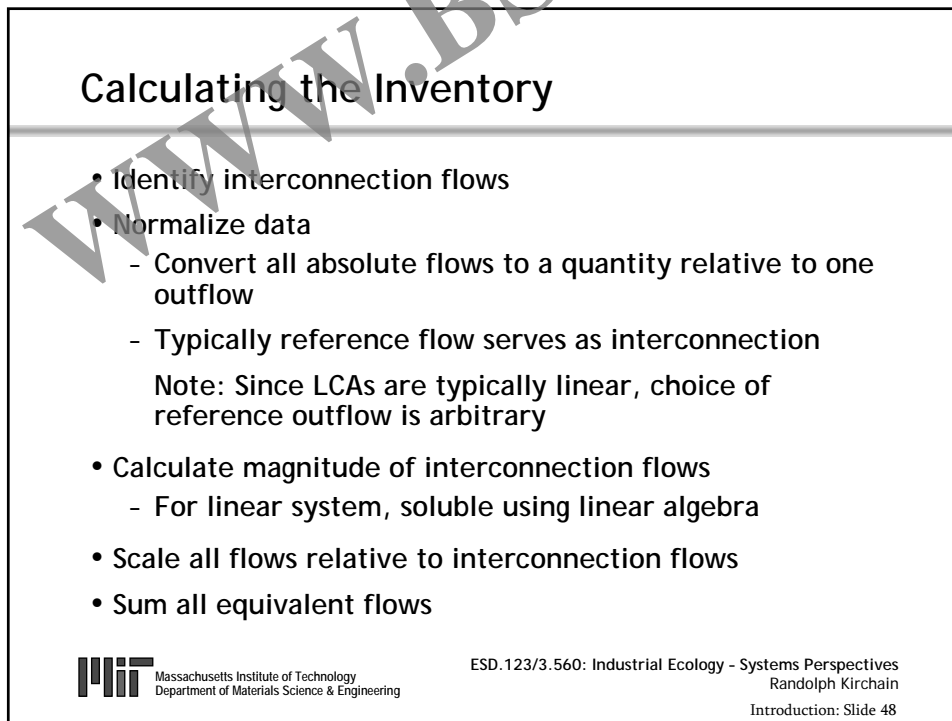 Calculating the Inventory
• Identify interconnection flows
• Normalize data
- Convert all absolute flows to a quantity relative to one
outflow
- Typically reference flow serves as interconnection
Note: Since LCAs are typically linear, choice of
reference outflow is arbitrary
• Calculate magnitude of interconnection flows
- For linear system, soluble using linear algebra
• Scale all flows relative to interconnection flows
• Sum all equivalent flows
Massachusetts Institute of Technology
Department of Materials Science & Engineering
ESD.123/3.560: Industrial Ecology - Systems Perspectives
Randolph Kirchain
Introduction: Slide 48